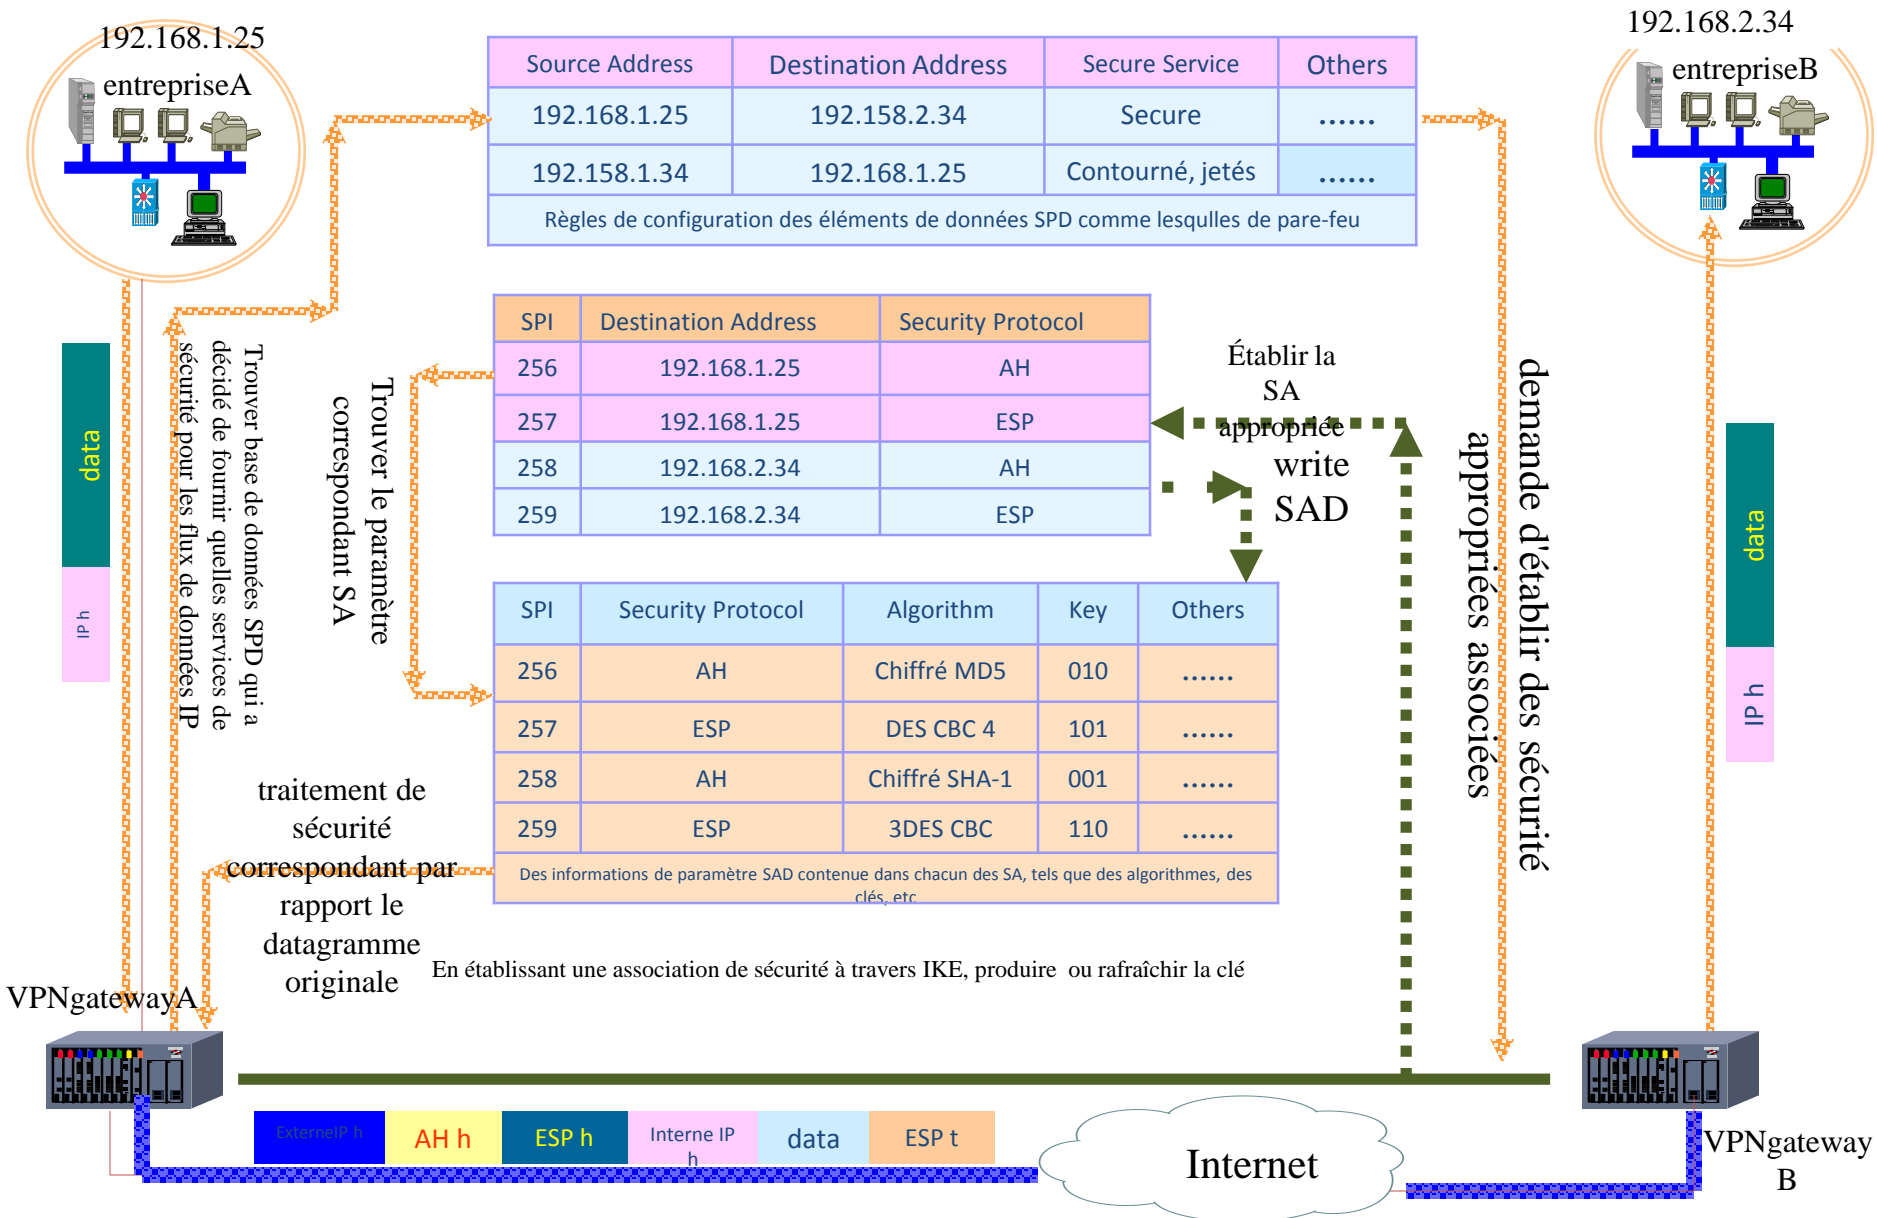 192.168.1.25
entrepriseA
192.168.2.34
entrepriseB
Source Address Destination Address Secure Service Others
192.168.1.25 192.158.2.34 Secure ......
192.158.1.34 192.168.1.25 Contourné, jetés ......
Règles de configuration des éléments de données SPD comme lesqulles de pare-feu
SPI Destination Address Security Protocol
256 192.168.1.25 AH
257 192.168.1.25 ESP
258 192.168.2.34 AH
259 192.168.2.34 ESP
Établir la
SA
appropriée
write
SAD
data
IP h
Trouver base de données SPD qui a
décidé de fournir quelles services de
sécurité pour les flux de données IP
Trouver le paramètre
correspondant SA
demande d'établir des sécurité
appropriées associées
data
IP h
SPI Security Protocol Algorithm Key Others
256 AH Chiffré MD5 010 ......
257 ESP DES CBC 4 101 ......
258 AH Chiffré SHA-1 001 ......
259 ESP 3DES CBC 110 ......
Des informations de paramètre SAD contenue dans chacun des SA, tels que des algorithmes, des
clés, etc
traitement de
sécurité
correspondant par
rapport le
datagramme
originale
En établissant une association de sécurité à travers IKE, produire ou rafraîchir la clé
VPNgatewayA
ExterneIP h AH h ESP h Interne IP
h
data ESP t
Internet
VPNgateway
B